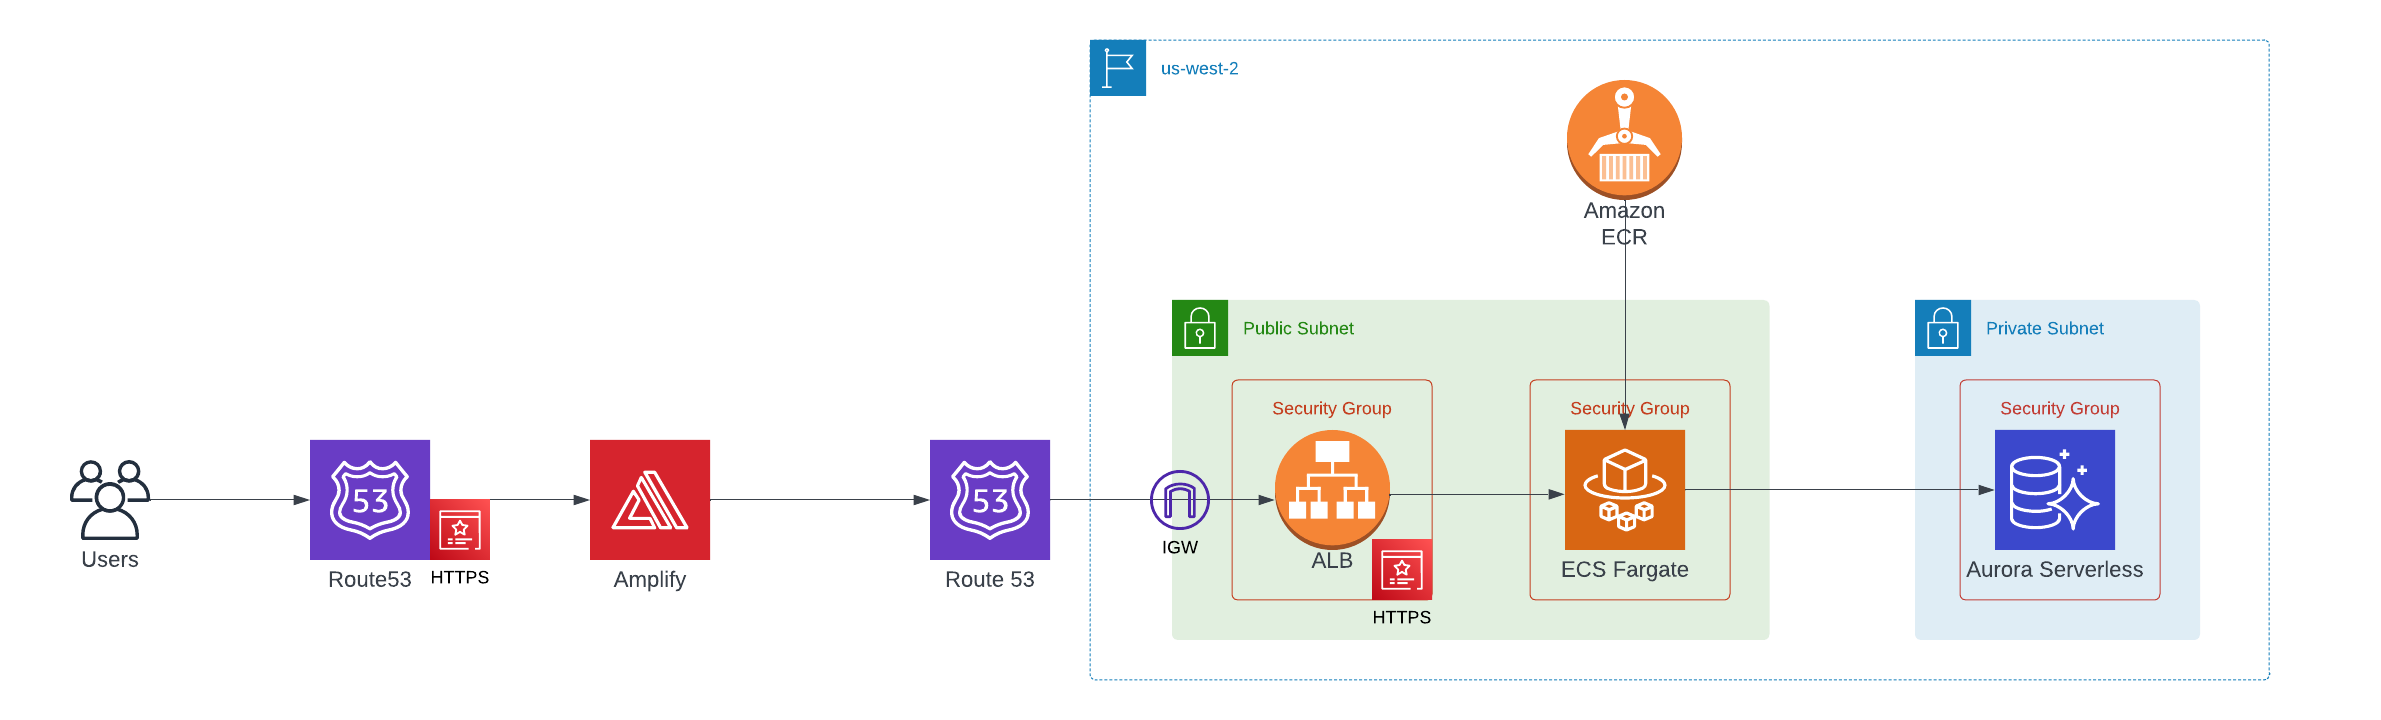 us-west-2
Amazon
ECR
Public Subnet
Private Subnet
Security Group
Security Group
Security Group
53
53
Users
Route53
HTTPS
Amplify
Route 53
IGW
ALB
HTTPS
ECS Fargate
Aurora Serverless